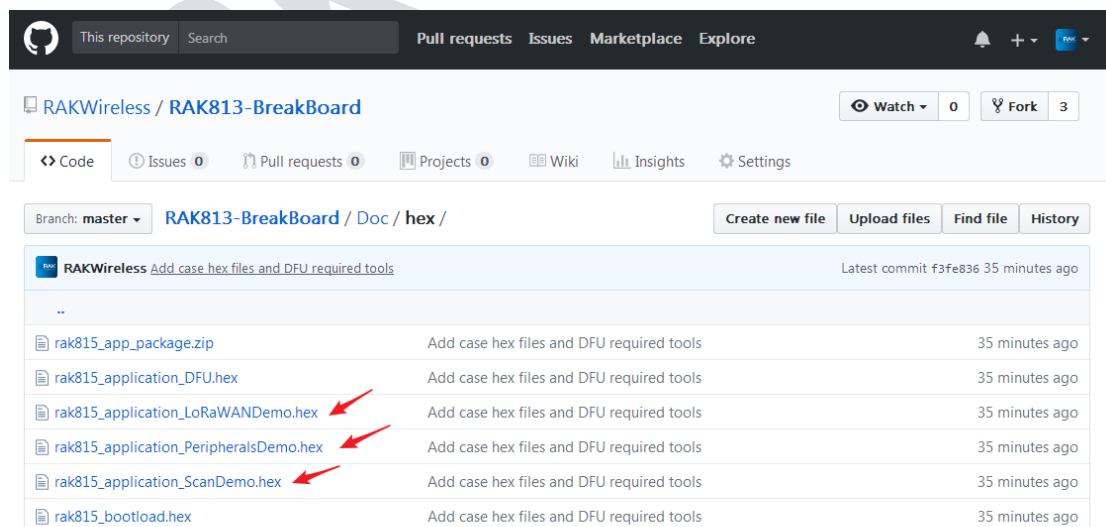 This repository Search Pull requests Issues Marketplace Explore
RAKWireless / RAK813-BreakBoard Watch 0 Fork 3
Code Issues 0 Pull requests 0 Projects 0 Wiki Insights Settings
Branch: master RAK813-BreakBoard / Doc / hex / Create new file Upload files Find file History
RAKWireless Add case hex files and DFU required tools Latest commit f3fe836 35 minutes ago
..
rak815_app_package.zip Add case hex files and DFU required tools 35 minutes ago
rak815_application_DFU.hex Add case hex files and DFU required tools 35 minutes ago
rak815_application_LoRaWANDemo.hex Add case hex files and DFU required tools 35 minutes ago
rak815_application_PeripheralsDemo.hex Add case hex files and DFU required tools 35 minutes ago
rak815_application_ScanDemo.hex Add case hex files and DFU required tools 35 minutes ago
rak815_bootload.hex Add case hex files and DFU required tools 35 minutes ago